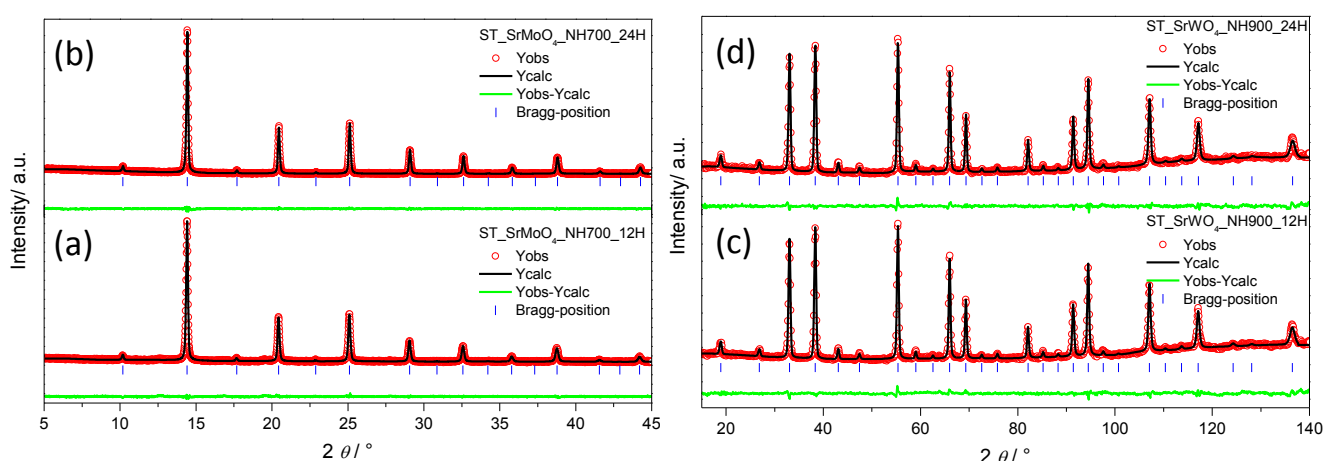 (b)
ST_SrMoO₄_NH700_24H
Yobs
Ycalc
Yobs-Ycalc
Bragg-position
(a)
ST_SrMoO₄_NH700_12H
Yobs
Ycalc
Yobs-Ycalc
Bragg-position
Intensity/ a.u.
5 10 15 20 25 30 35 40 45
2 θ / °
(d)
ST_SrWO₄_NH900_24H
Yobs
Ycalc
Yobs-Ycalc
Bragg-position
(c)
ST_SrWO₄_NH900_12H
Yobs
Ycalc
Yobs-Ycalc
Bragg-position
Intensity/ a.u.
20 40 60 80 100 120 140
2 θ / °